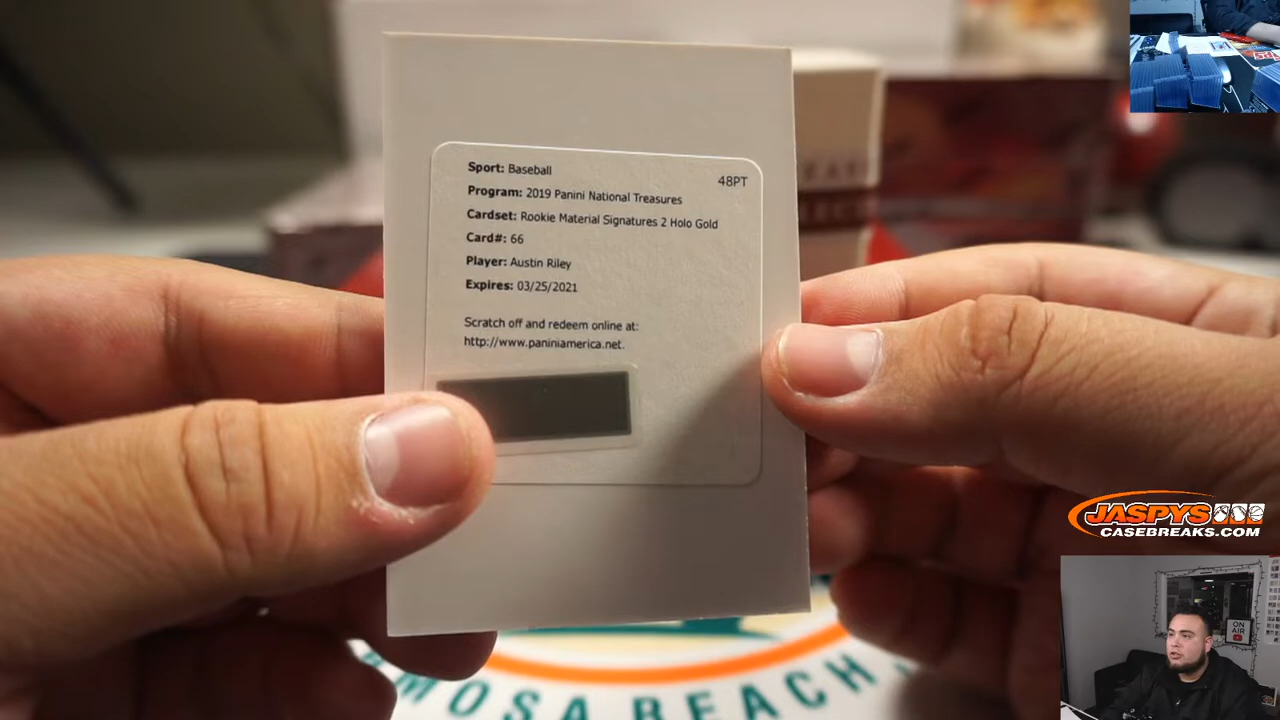 Sport: Baseball
48PT
Program: 2019 Panini National Treasures
Cardset: Rookie Material Signatures 2 Holo Gold
Card#: 66
Player: Austin Riley
Expires: 03/25/2021
Scratch off and redeem online at:
http://www.paniniamerica.net.
JASPYS
CASEBREAKS.COM
ON
AIR
MOSA BEACH